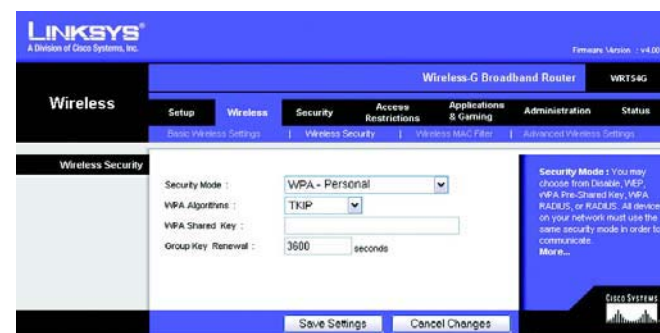 LINKSYS®
A Division of Cisco Systems, Inc.
Firmware Version : v4.00
Wireless-G Broadband Router WRT54G
Wireless
Setup Wireless Security Access Restrictions Applications & Gaming Administration Status
Basic Wireless Settings | Wireless Security | Wireless MAC Filter | Advanced Wireless Settings
Wireless Security
Security Mode : WPA - Personal
WPA Algorithms : TKIP
WPA Shared Key :
Group Key Renewal : 3600 seconds
Security Mode : You may
choose from Disable, WEP,
WPA Pre-Shared Key, WPA
RADIUS, or RADIUS. All device
on your network must use the
same security mode in order to
communicate.
More...
CISCO SYSTEMS
Save Settings Cancel Changes